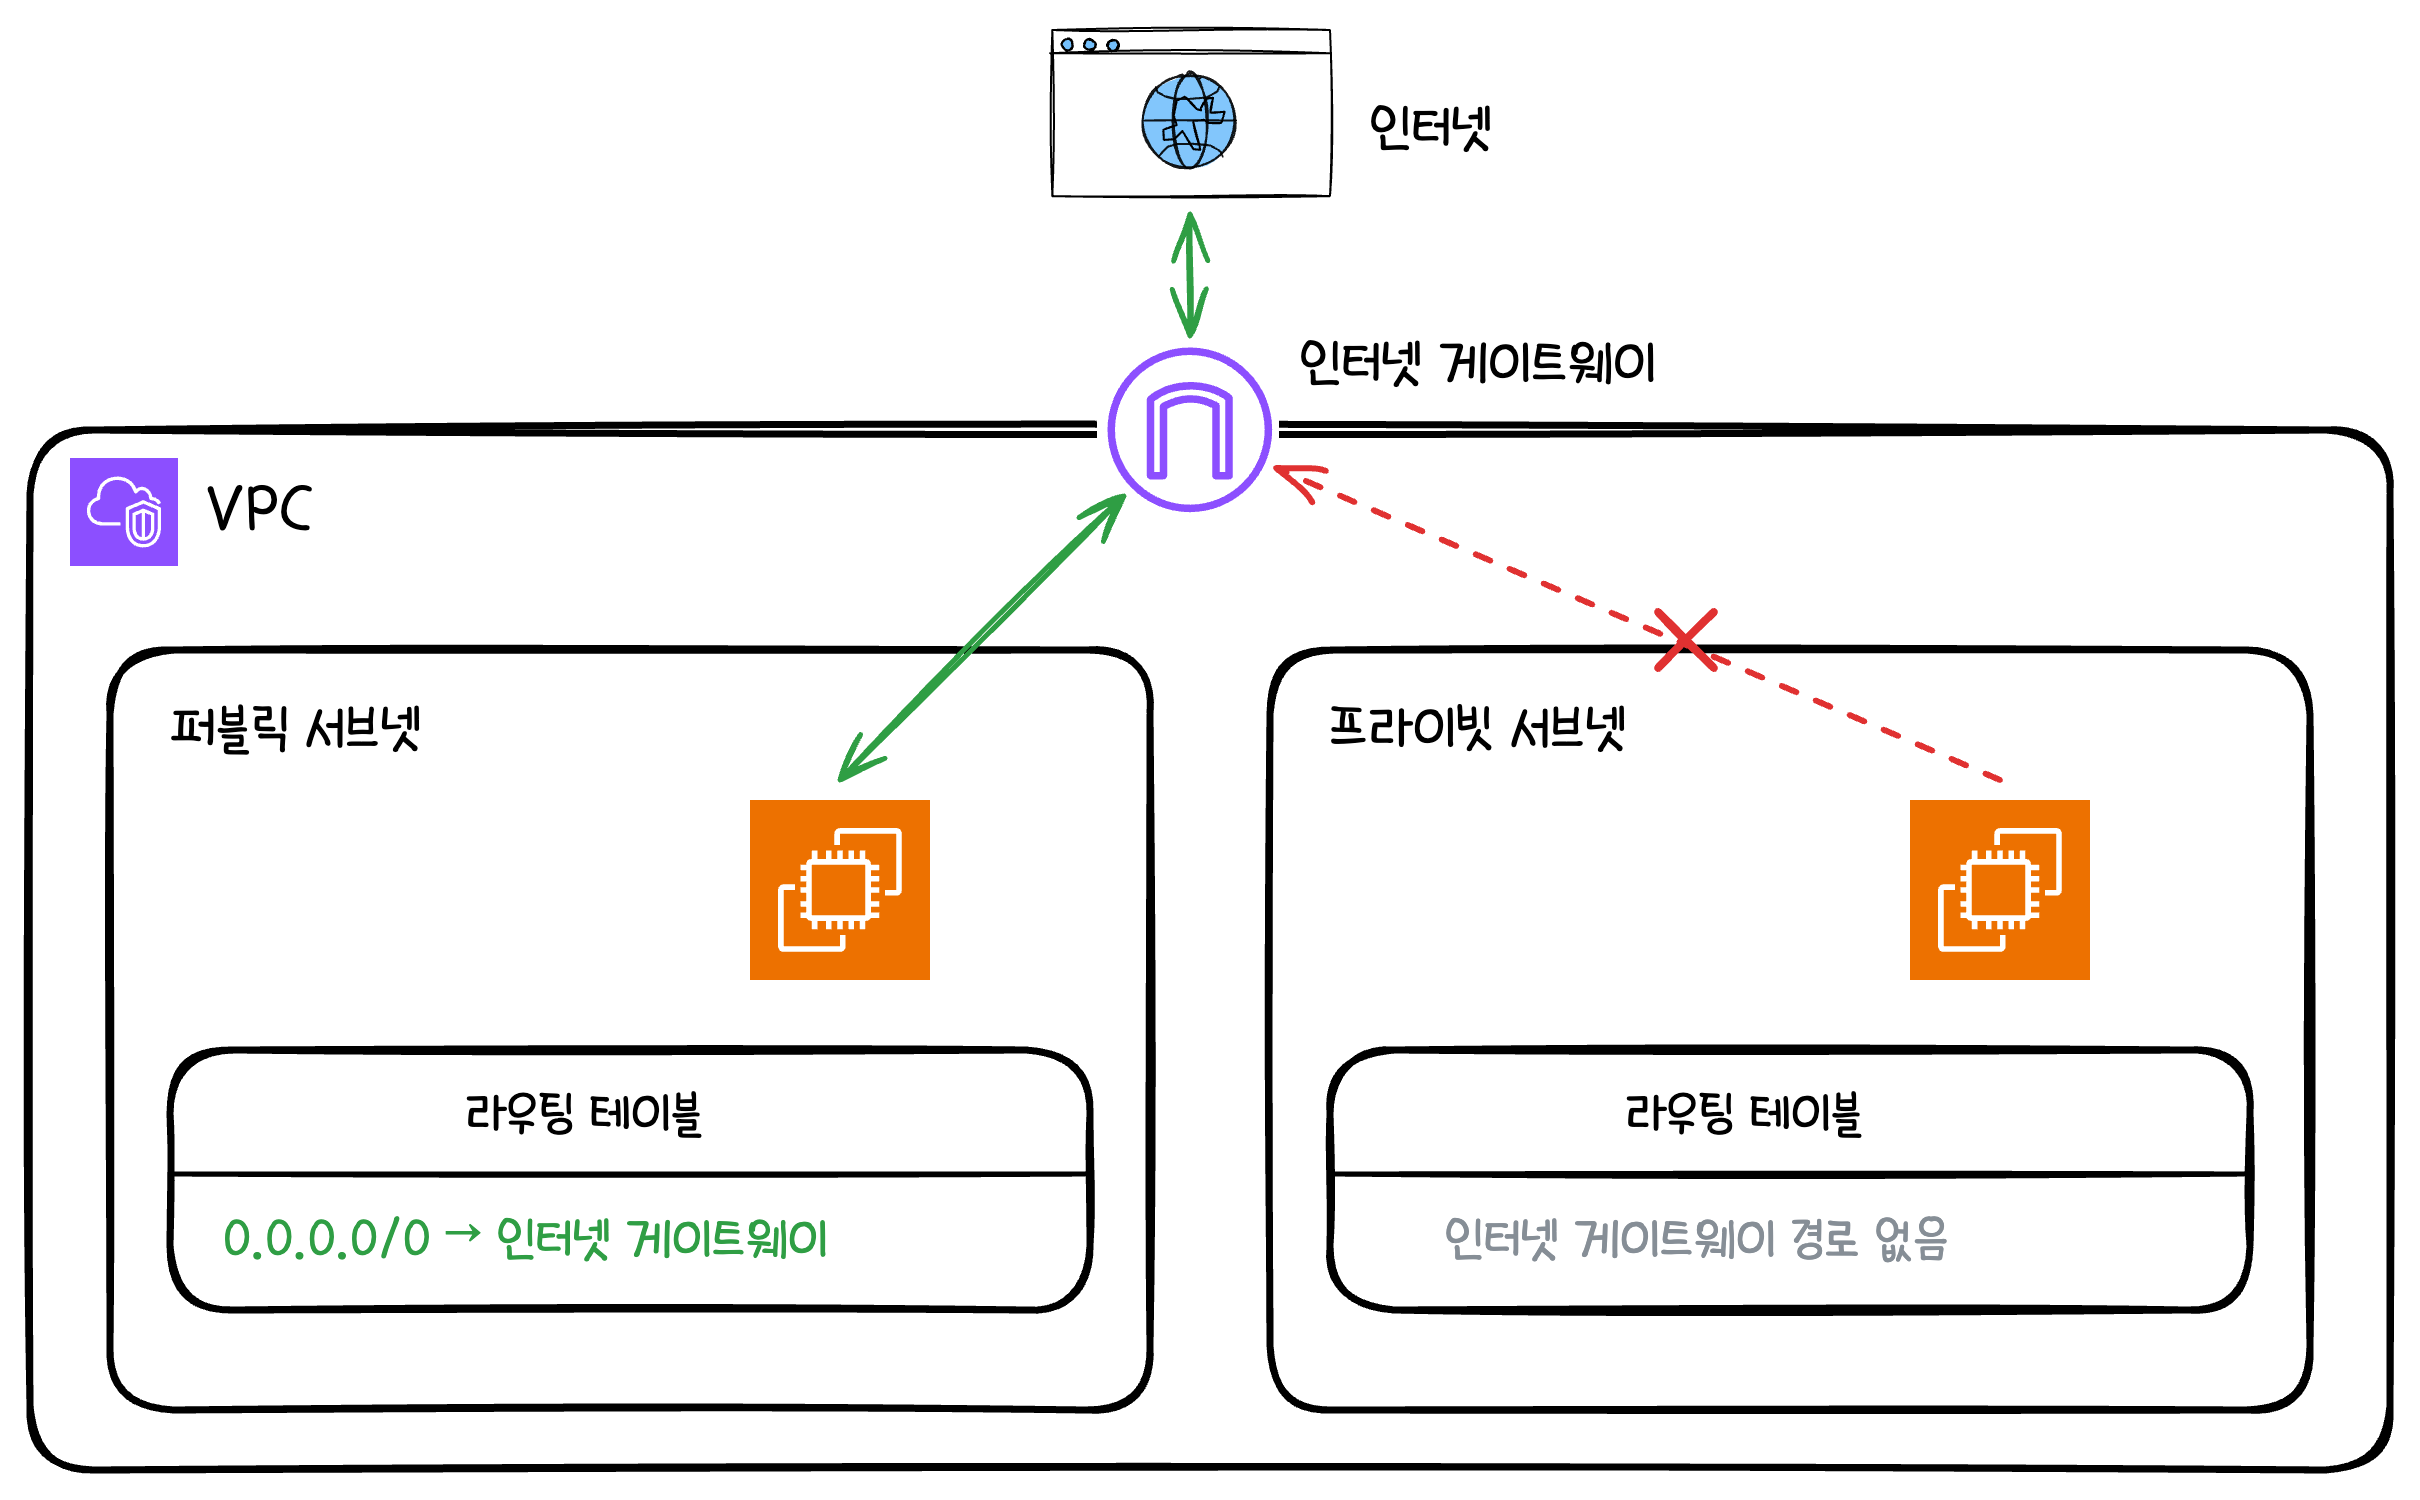 인터넷
인터넷 게이트웨이
VPC
퍼블릭 서브넷
라우팅 테이블
0.0.0.0/0 → 인터넷 게이트웨이
프라이빗 서브넷
라우팅 테이블
인터넷 게이트웨이 경로 없음